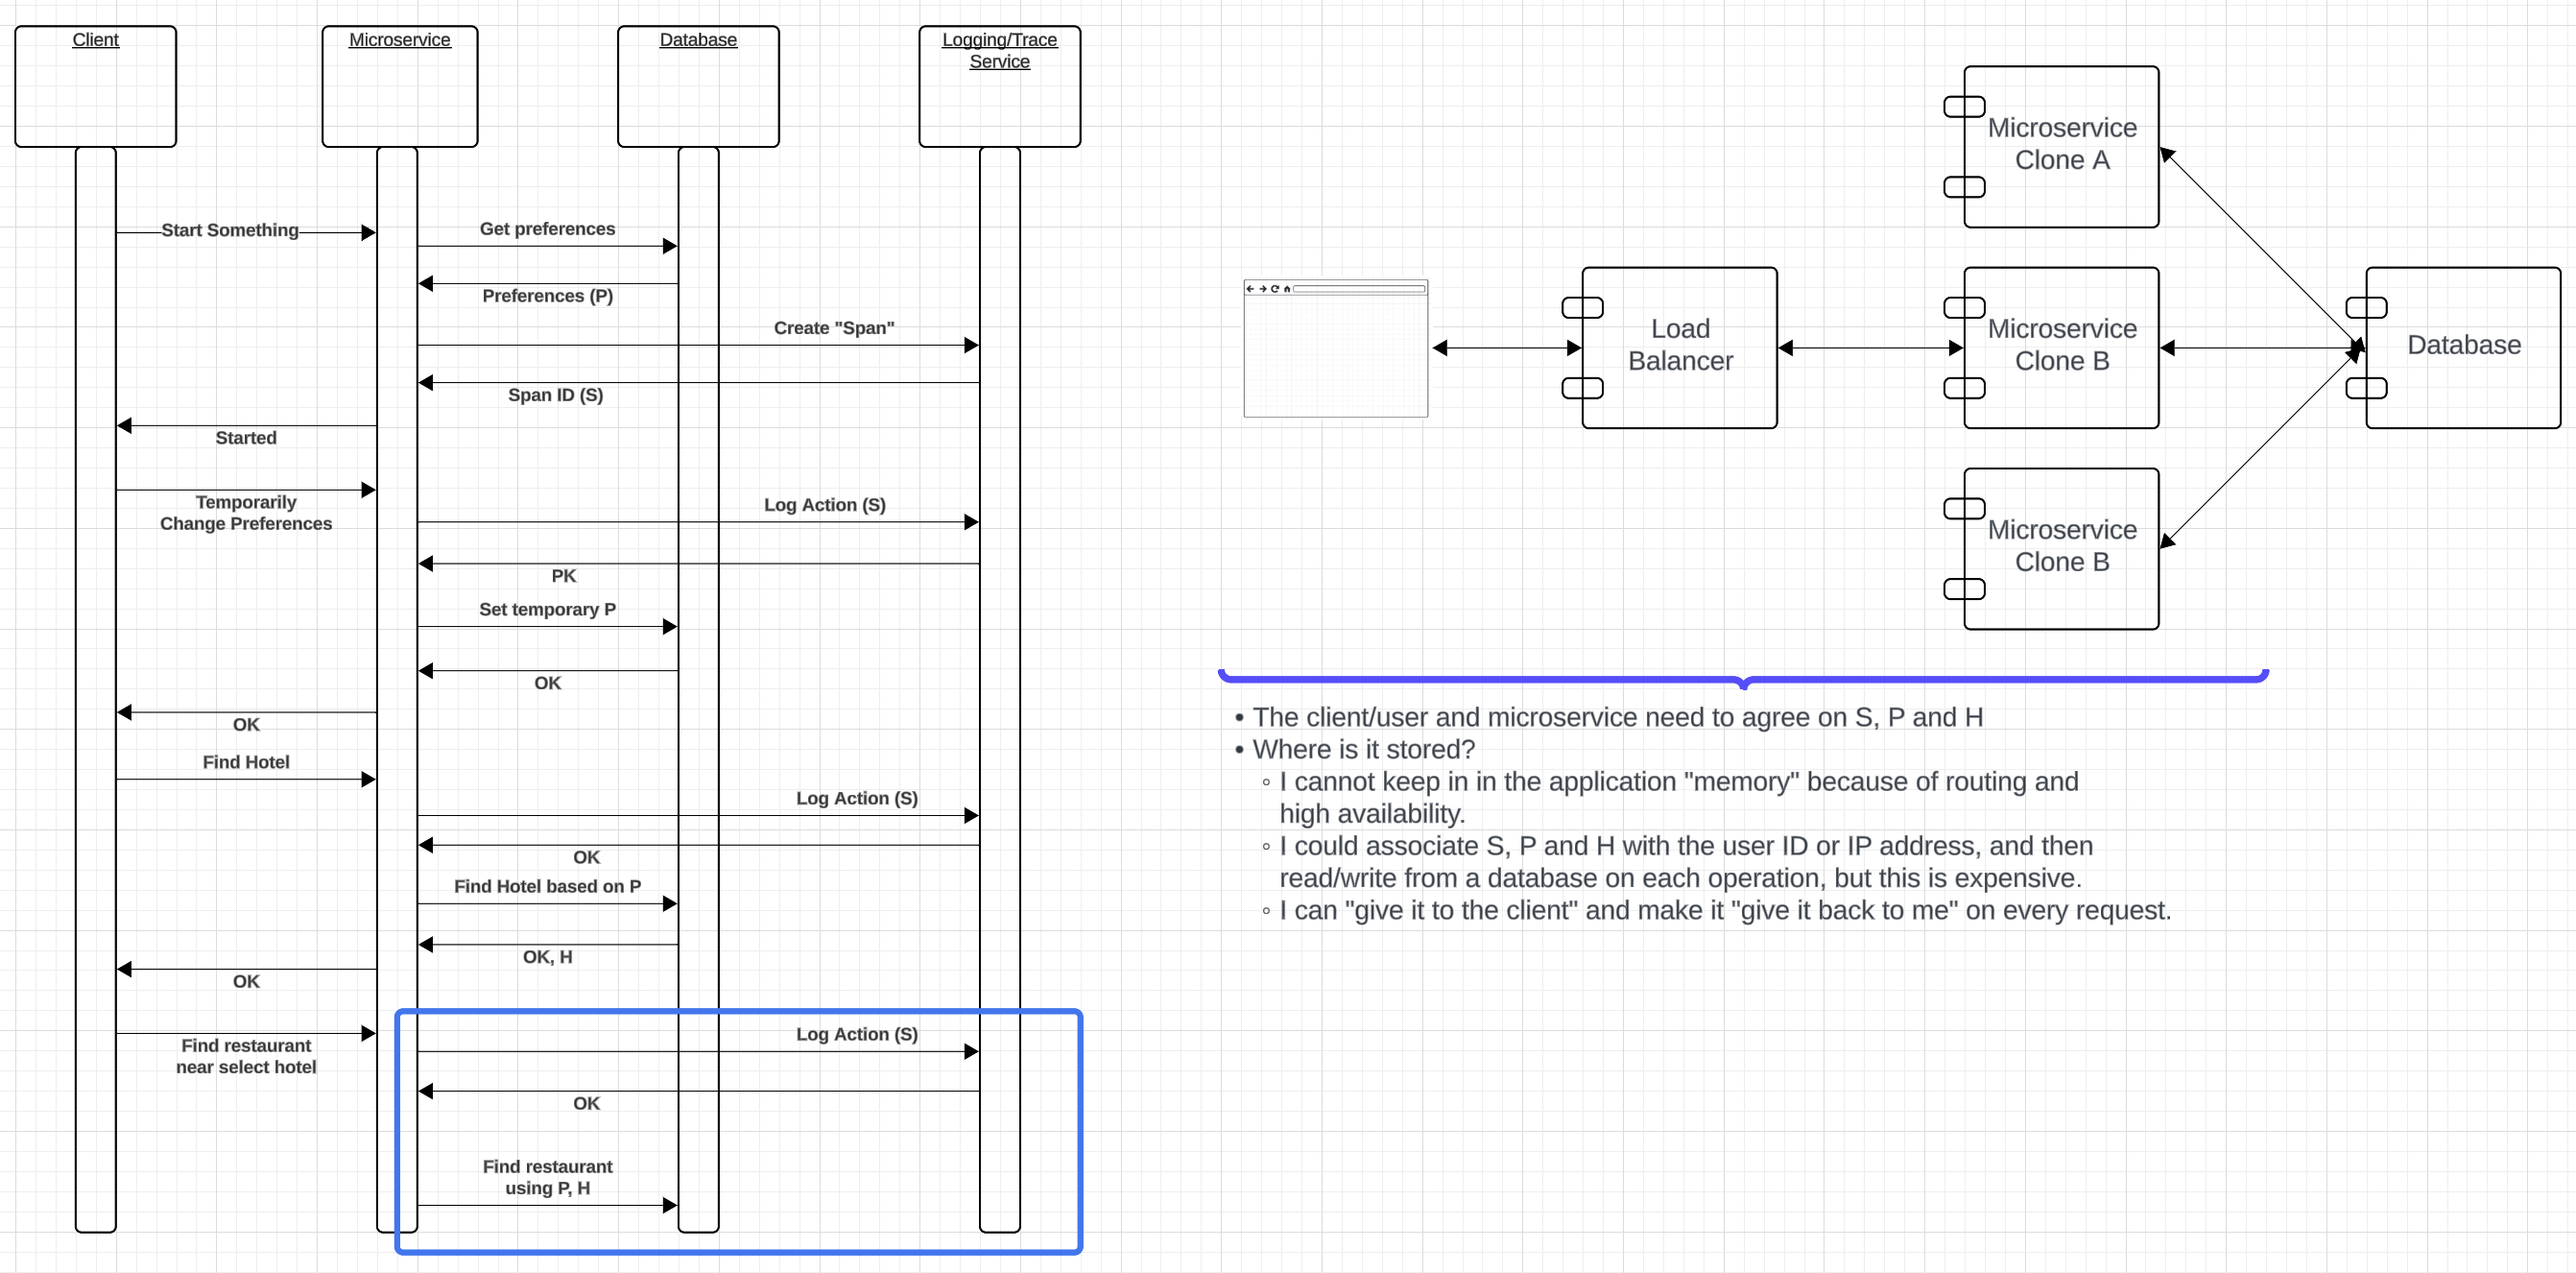 Client
Microservice
Database
Logging/Trace
Service
Start Something
Get preferences
Preferences (P)
Create "Span"
Span ID (S)
Started
Temporarily
Change Preferences
Log Action (S)
PK
Set temporary P
OK
OK
Find Hotel
Log Action (S)
OK
Find Hotel based on P
OK, H
OK
Find restaurant
near select hotel
Log Action (S)
OK
Find restaurant
using P, H
Microservice
Clone A
Load
Balancer
Microservice
Clone B
Database
Microservice
Clone B
• The client/user and microservice need to agree on S, P and H
• Where is it stored?
◦ I cannot keep in in the application "memory" because of routing and
high availability.
◦ I could associate S, P and H with the user ID or IP address, and then
read/write from a database on each operation, but this is expensive.
◦ I can "give it to the client" and make it "give it back to me" on every request.